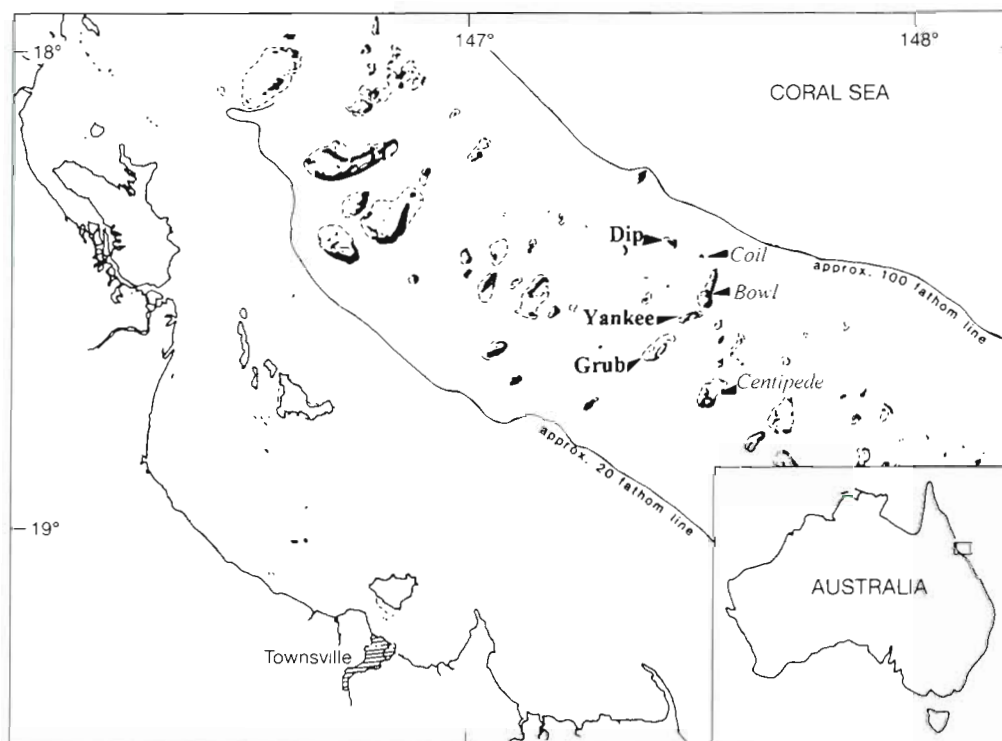 147°
148°
18°
CORAL SEA
Dip
Coil
approx. 100 fathom line
Bowl
Yankee
Grub
Centipede
approx. 20 fathom line
19°
AUSTRALIA
Townsville